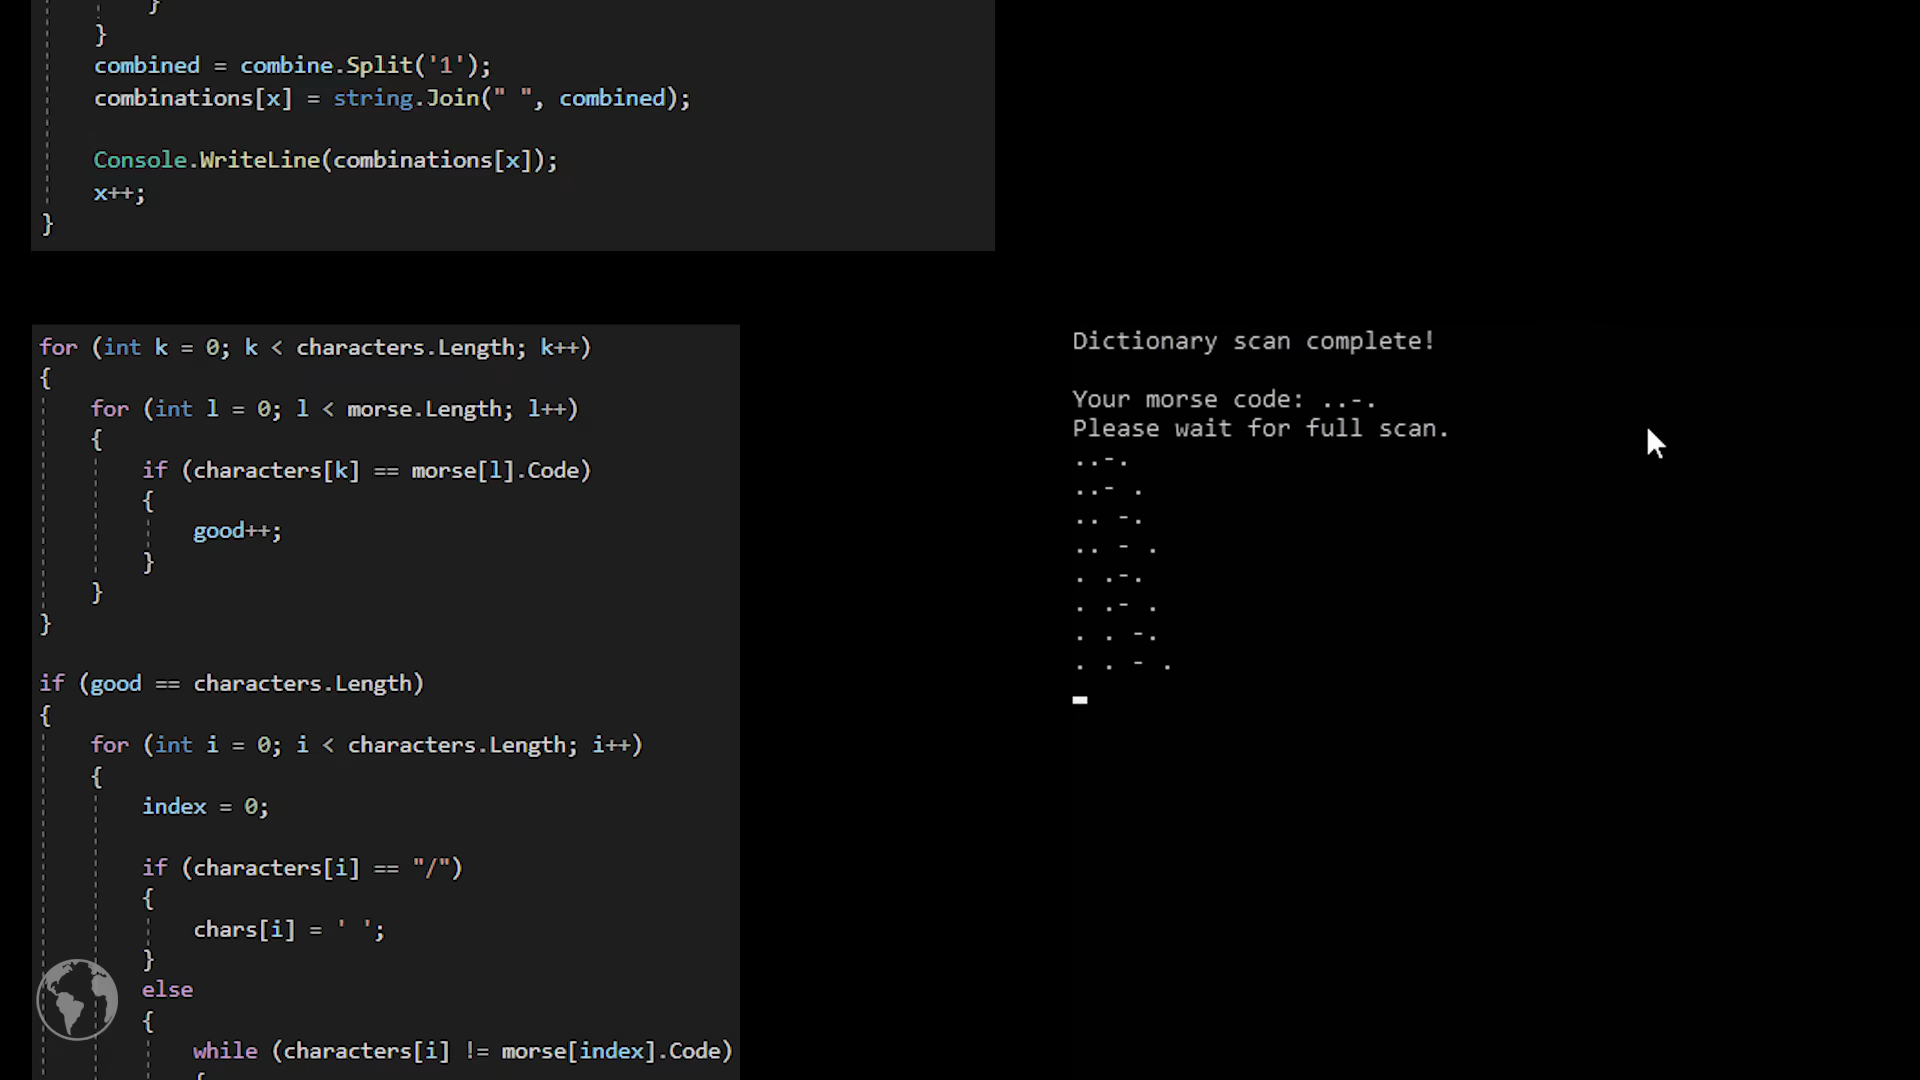 }
}
combined = combine.Split('1');
combinations[x] = string.Join(" ", combined);
Console.WriteLine(combinations[x]);
x++;
}
for (int k = 0; k < characters.Length; k++)
{
for (int l = 0; l < morse.Length; l++)
{
if (characters[k] == morse[l].Code)
{
good++;
}
}
}
if (good == characters.Length)
{
for (int i = 0; i < characters.Length; i++)
{
index = 0;
if (characters[i] == "/")
{
chars[i] = ' ';
}
else
{
while (characters[i] != morse[index].Code)
{
Dictionary scan complete!
Your morse code: ..-.
Please wait for full scan.
..-.
..- .
.. -.
.. - .
. .-.
. .- .
. . -.
. . - .